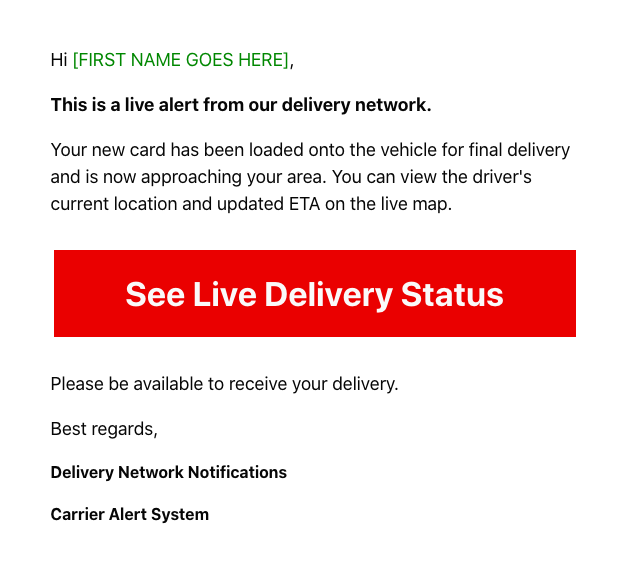 Hi [FIRST NAME GOES HERE],
This is a live alert from our delivery network.
Your new card has been loaded onto the vehicle for final delivery
and is now approaching your area. You can view the driver's
current location and updated ETA on the live map.
See Live Delivery Status
Please be available to receive your delivery.
Best regards,
Delivery Network Notifications
Carrier Alert System